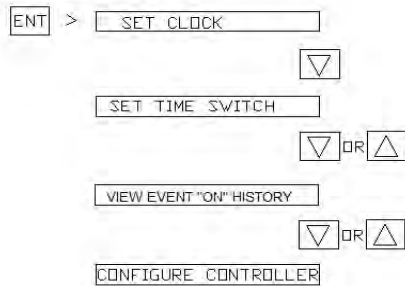 ENT > SET CLOCK
SET TIME SWITCH
OR
VIEW EVENT "ON" HISTORY
OR
CONFIGURE CONTROLLER